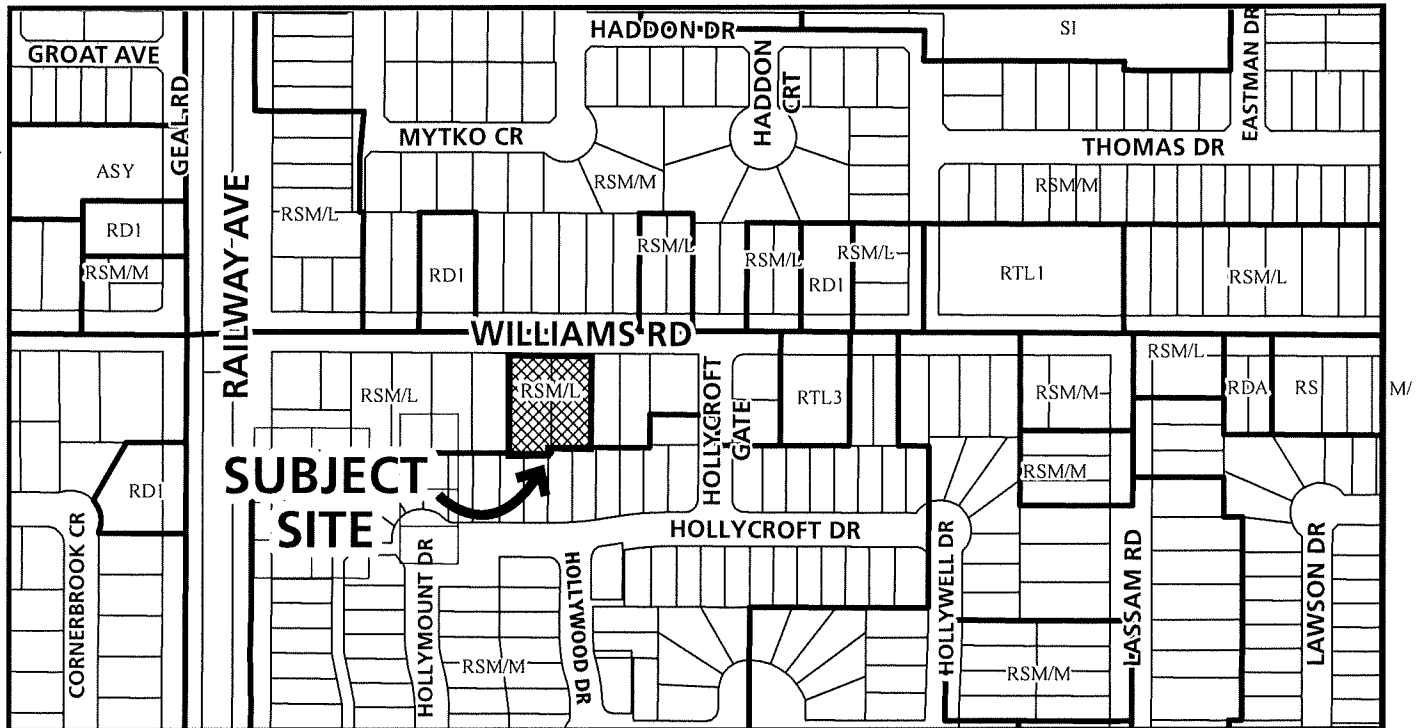 HADDON DR
SI
GROAT AVE
GEAL RD
HADDON CRT
EASTMAN DR
MYTKO CR
THOMAS DR
ASY
RSM/M
RSM/M
RAILWAY AVE
RSM/L
RD1
RSM/M
RD1
RSM/L
RSM/L
RD1
RSM/L
RTL1
RSM/L
WILLIAMS RD
RSM/L
RSM/L
HOLLYCROFT GATE
RTL3
RSM/M
RSM/L
RDA
RS
M/
SUBJECT
SITE
RD1
RSM/M
CORNERBROOK CR
HOLLYMOUNT DR
HOLLYWOOD DR
HOLLYCROFT DR
HOLLYWELL DR
LASSAM RD
LAWSON DR
RSM/M
RSM/M